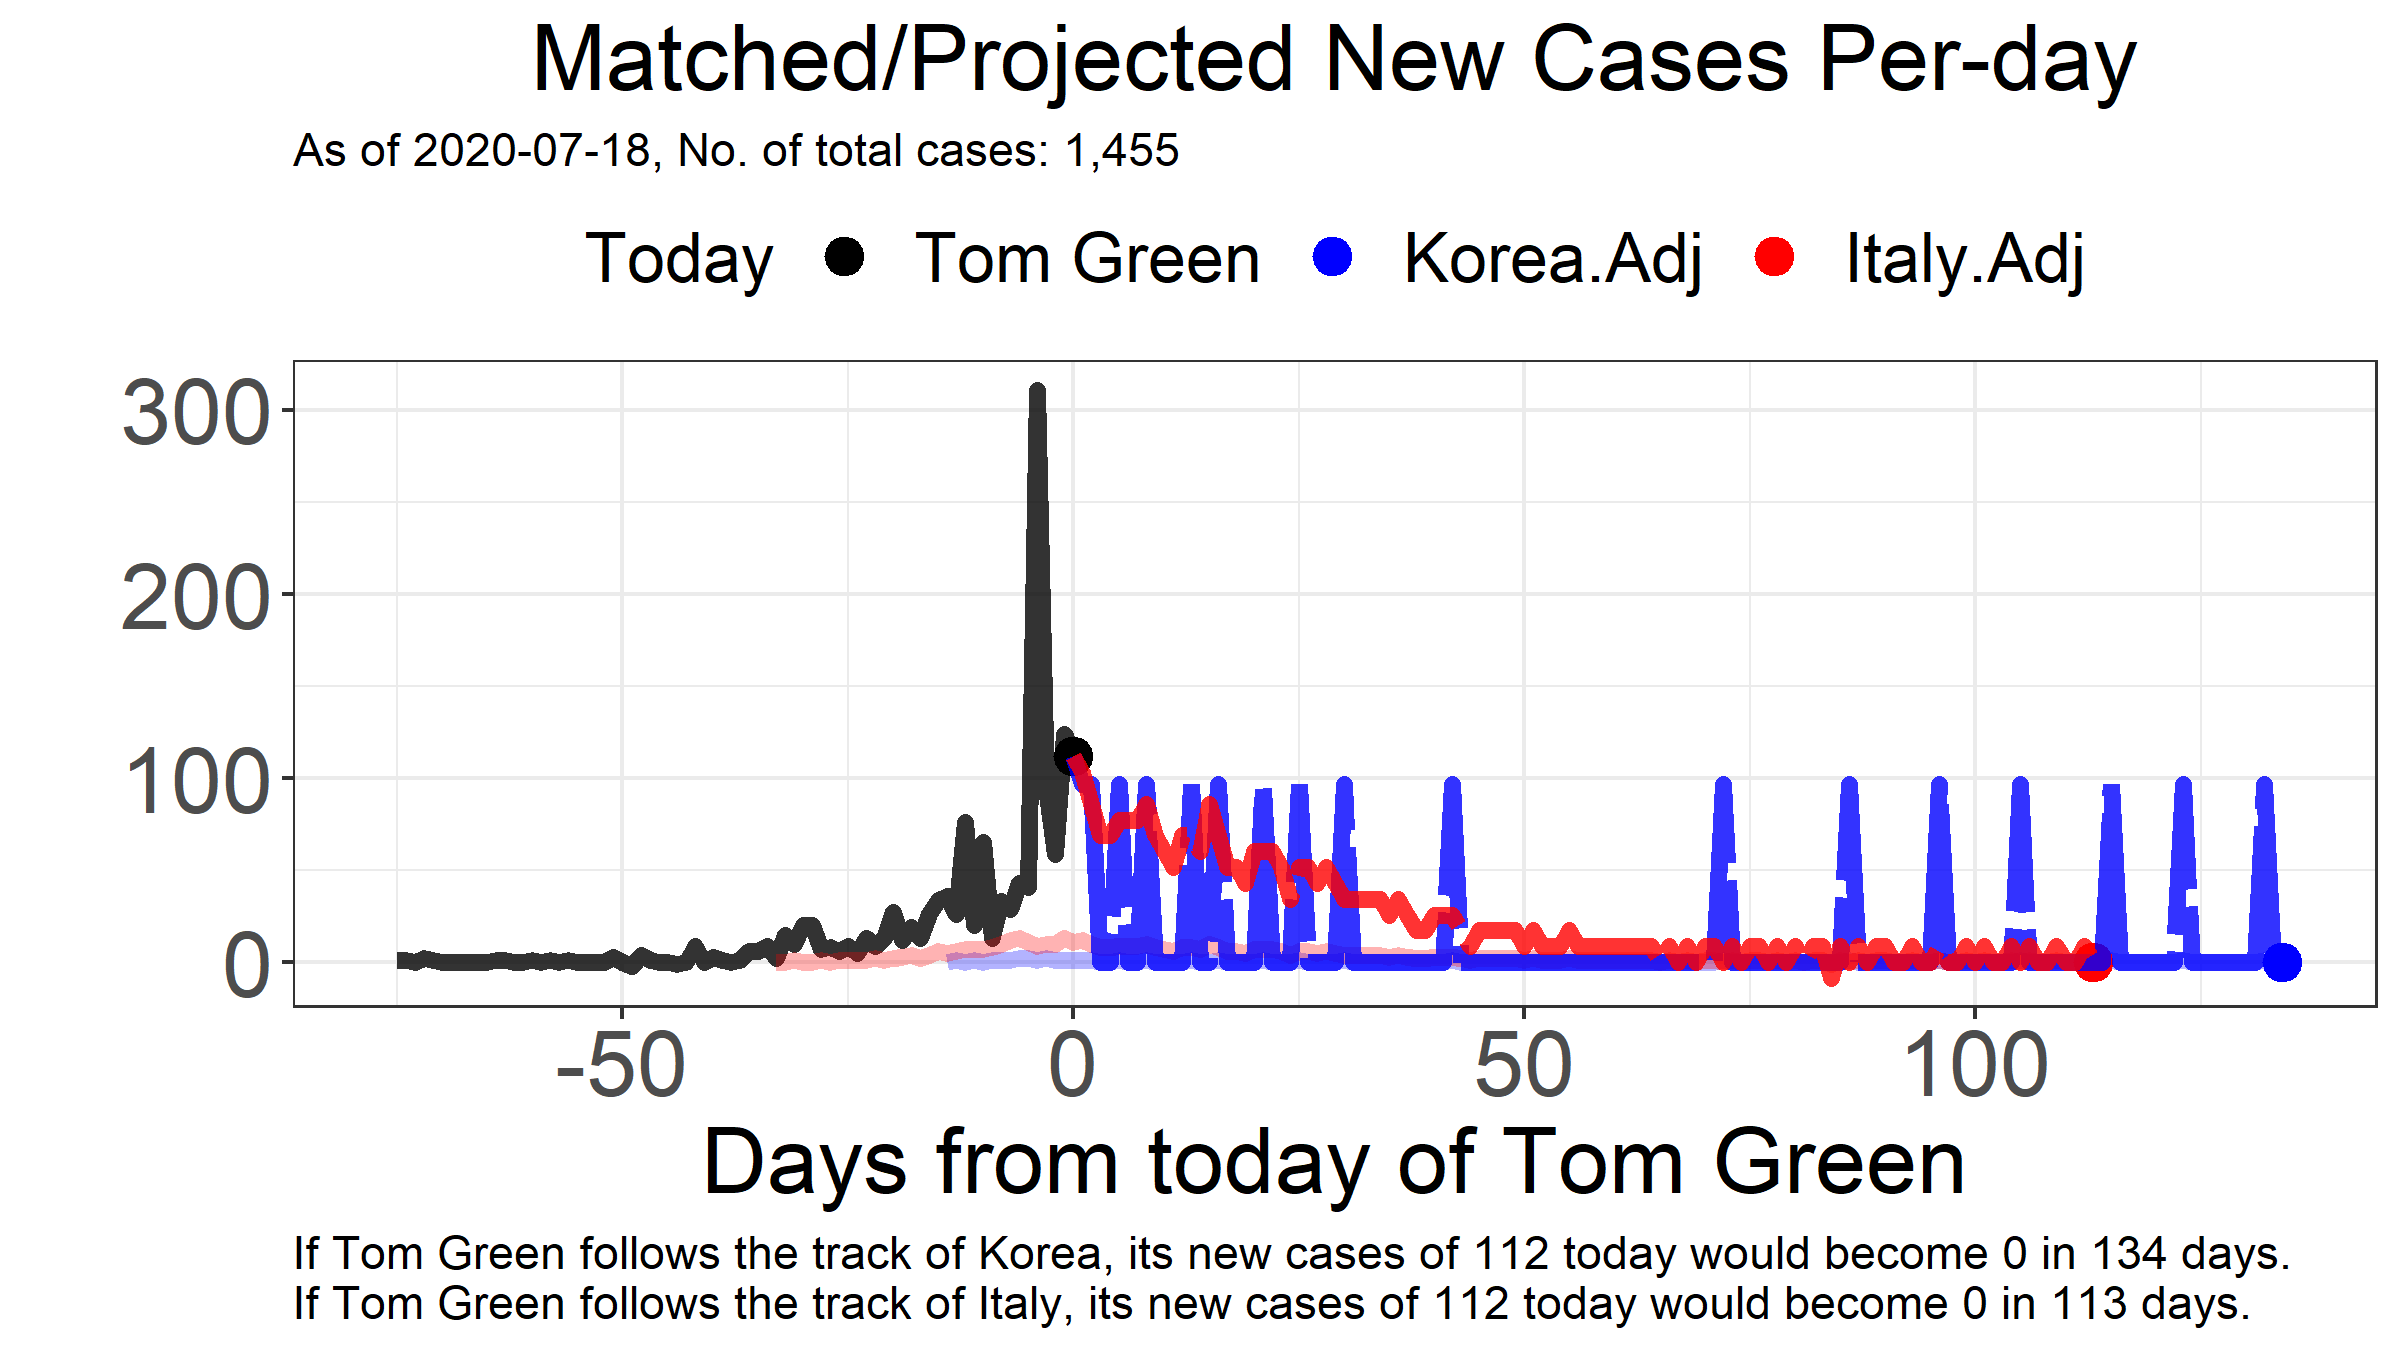 Matched/Projected New Cases Per-day
As of 2020-07-18, No. of total cases: 1,455
Today Tom Green Korea.Adj Italy.Adj
300
200
100
0
-50 0 50 100
Days from today of Tom Green
If Tom Green follows the track of Korea, its new cases of 112 today would become 0 in 134 days.
If Tom Green follows the track of Italy, its new cases of 112 today would become 0 in 113 days.